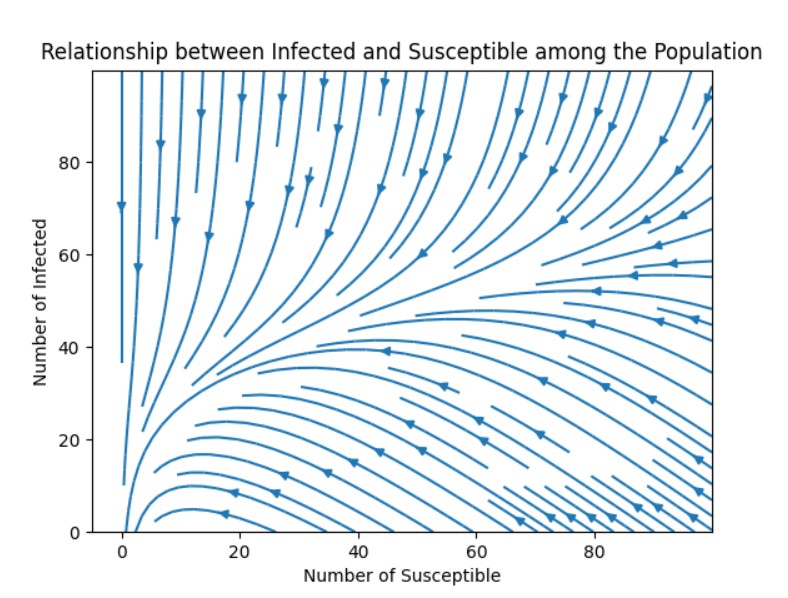 Relationship between Infected and Susceptible among the Population
80
60
40
20
0
Number of Infected
0 20 40 60 80
Number of Susceptible